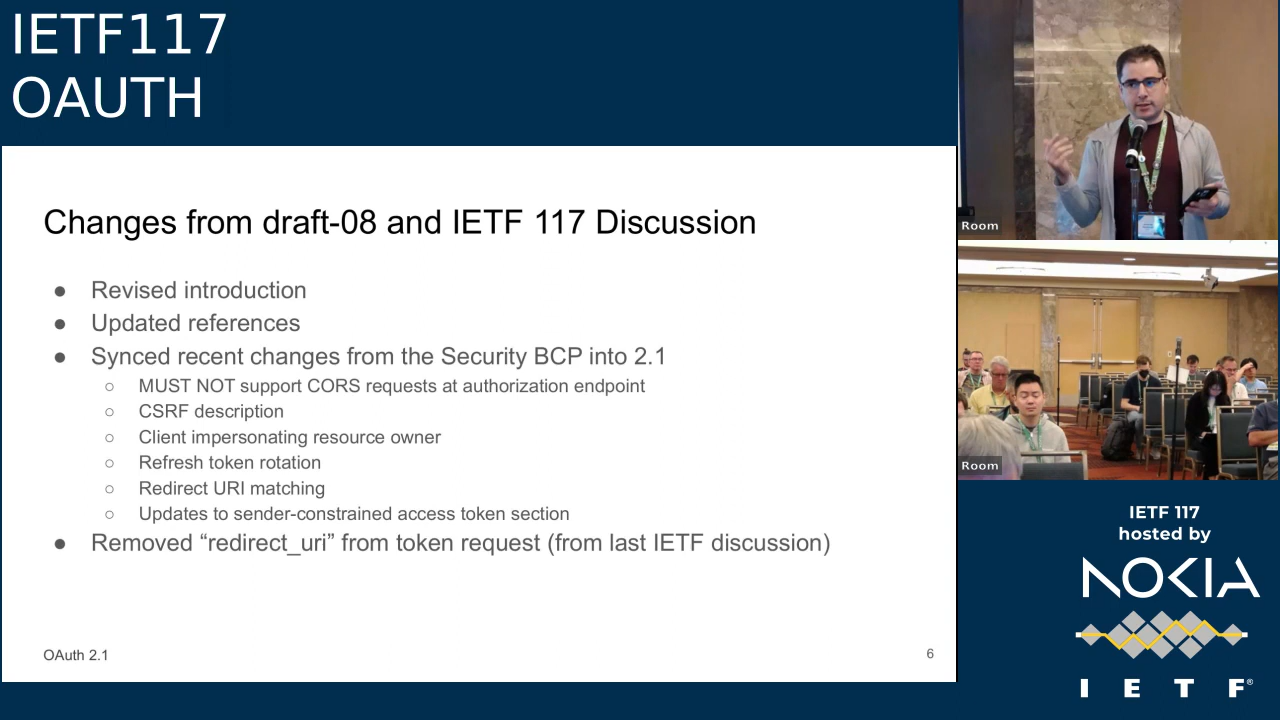 IETF117
OAUTH
Changes from draft-08 and IETF 117 Discussion
● Revised introduction
● Updated references
● Synced recent changes from the Security BCP into 2.1
○ MUST NOT support CORS requests at authorization endpoint
○ CSRF description
○ Client impersonating resource owner
○ Refresh token rotation
○ Redirect URI matching
○ Updates to sender-constrained access token section
● Removed “redirect_uri” from token request (from last IETF discussion)
OAuth 2.1
6
Room
Room
IETF 117
hosted by
NOKIA
I E T F®